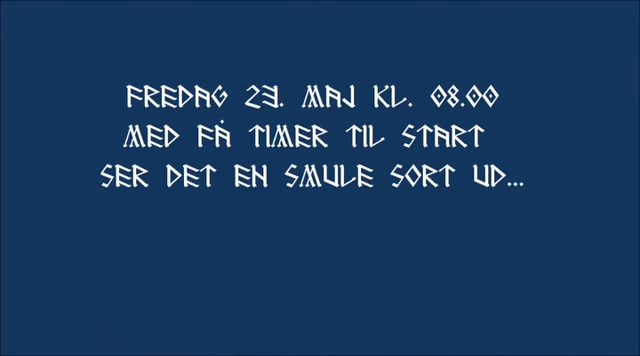 FREDAG 23. MAJ KL. 08.00
MED FÅ TIMER TIL START
SER DET EN SMULE SORT UD...